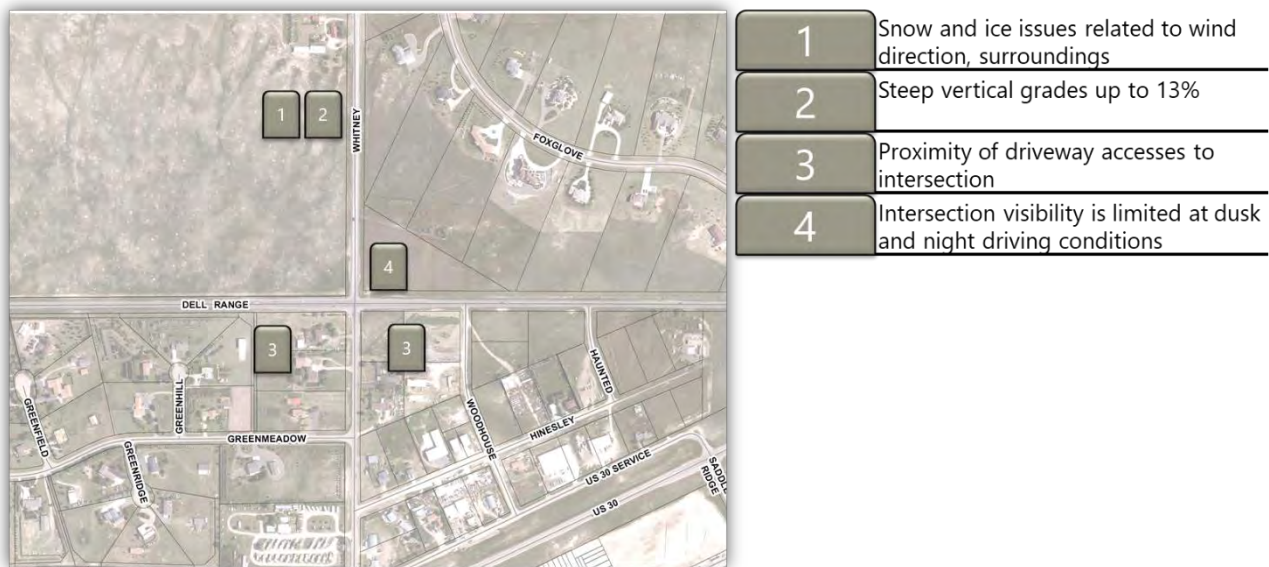 1
2
WHITNEY
FOXGLOVE
4
DELL RANGE
3
3
GREENFIELD
GREENHILL
GREENMEADOW
GREENRIDGE
WOODHOUSE
HAUNTED
HINESLEY
US 30 SERVICE
US 30
SADDLE
RIDGE
1
Snow and ice issues related to wind
direction, surroundings
2
Steep vertical grades up to 13%
3
Proximity of driveway accesses to
intersection
4
Intersection visibility is limited at dusk
and night driving conditions